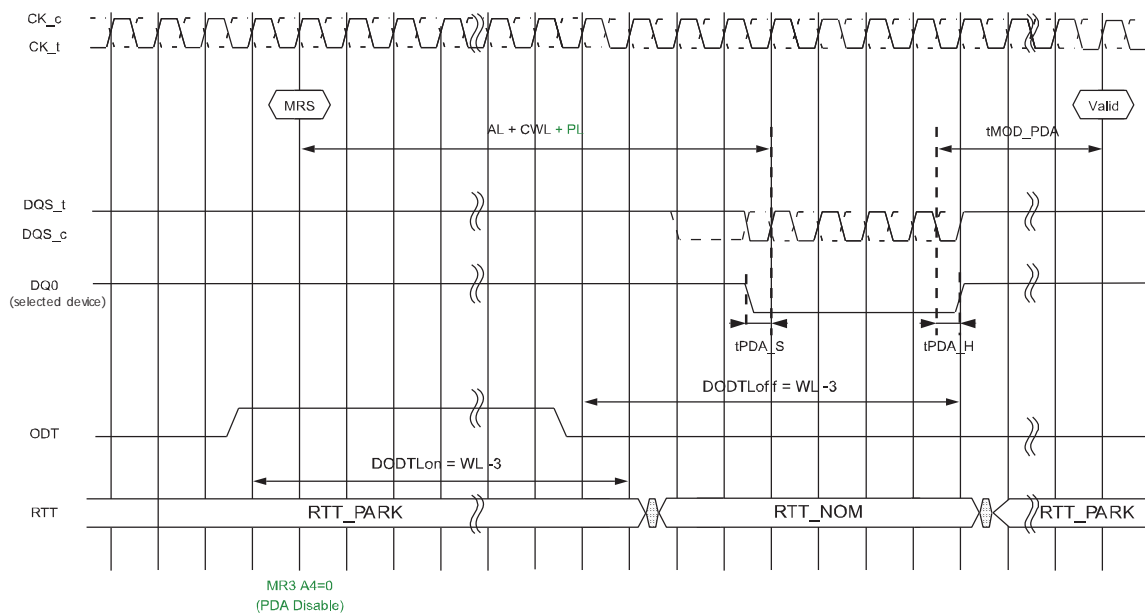 CK_c
CK_t
MRS
Valid
AL + CWL + PL
tMOD_PDA
DQS_t
DQS_c
DQ0
(selected device)
tPDA_S
tPDA_H
DODTLoff = WL -3
ODT
DODTLon = WL -3
RTT
RTT_PARK
RTT_NOM
RTT_PARK
MR3 A4=0
(PDA Disable)